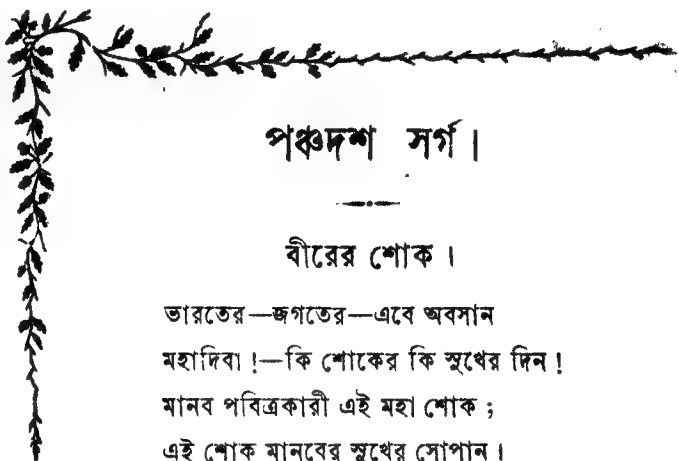 পঞ্চদশ সর্গ।
বীরের শোক।
ভারতের—জগতের—এবে অবসান
মহাদিবা!—কি শোকের কি সুখের দিন!
মানব পবিত্রকারী এই মহা শোক;
এই শোক মানবের সুখের সোপান।